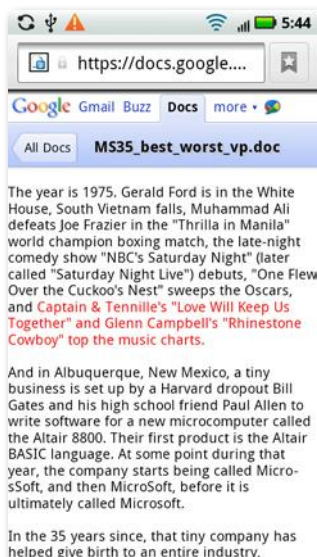 5:44
https://docs.google....
Google Gmail Buzz Docs more
All Docs MS35_best_worst_vp.doc
The year is 1975. Gerald Ford is in the White
House, South Vietnam falls, Muhammad Ali
defeats Joe Frazier in the "Thrilla in Manila"
world champion boxing match, the late-night
comedy show "NBC's Saturday Night" (later
called "Saturday Night Live") debuts, "One Flew
Over the Cuckoo's Nest" sweeps the Oscars,
and Captain & Tennille's "Love Will Keep Us
Together" and Glenn Campbell's "Rhinestone
Cowboy" top the music charts.
And in Albuquerque, New Mexico, a tiny
business is set up by a Harvard dropout Bill
Gates and his high school friend Paul Allen to
write software for a new microcomputer called
the Altair 8800. Their first product is the Altair
BASIC language. At some point during that
year, the company starts being called Micro-
sSoft, and then MicroSoft, before it is
ultimately called Microsoft.
In the 35 years since, that tiny company has
helped give birth to an entire industry,